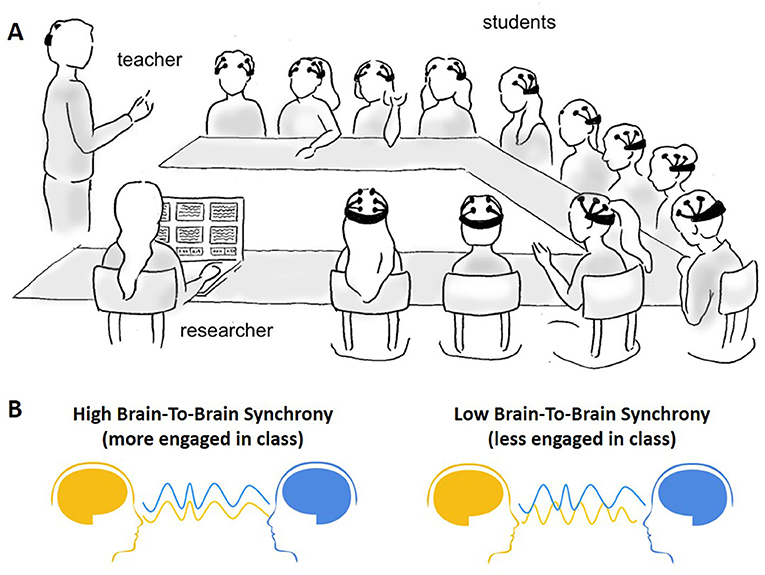 A
students
teacher
researcher
B
High Brain-To-Brain Synchrony
(more engaged in class)
Low Brain-To-Brain Synchrony
(less engaged in class)